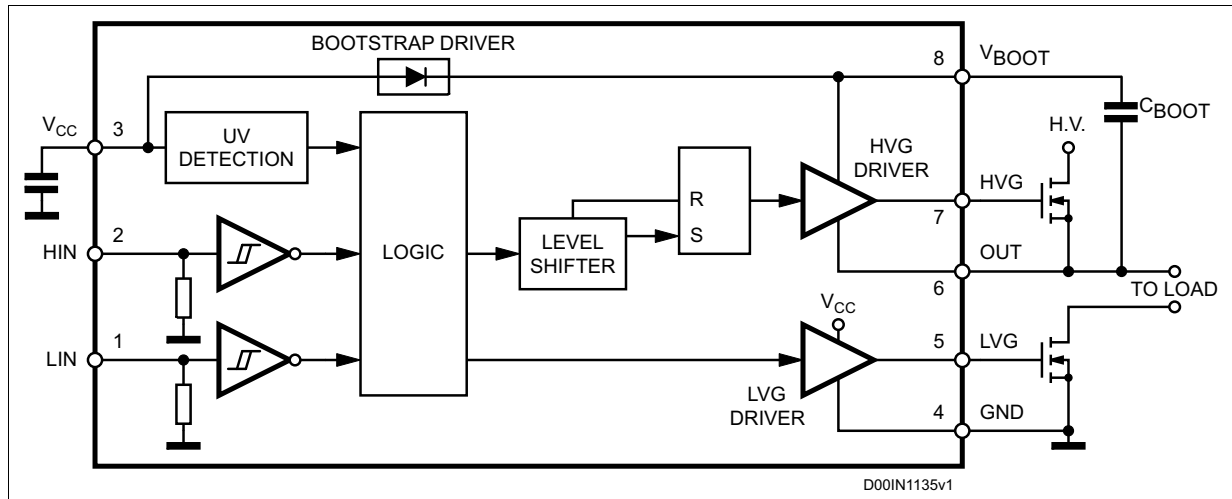 BOOTSTRAP DRIVER
8
VBOOT
VCC
3
UV
DETECTION
CBOOT
H.V.
HVG
DRIVER
HVG
7
R
S
HIN
2
LOGIC
LEVEL
SHIFTER
OUT
6
TO LOAD
VCC
LIN
1
5
LVG
LVG
DRIVER
4
GND
D00IN1135v1